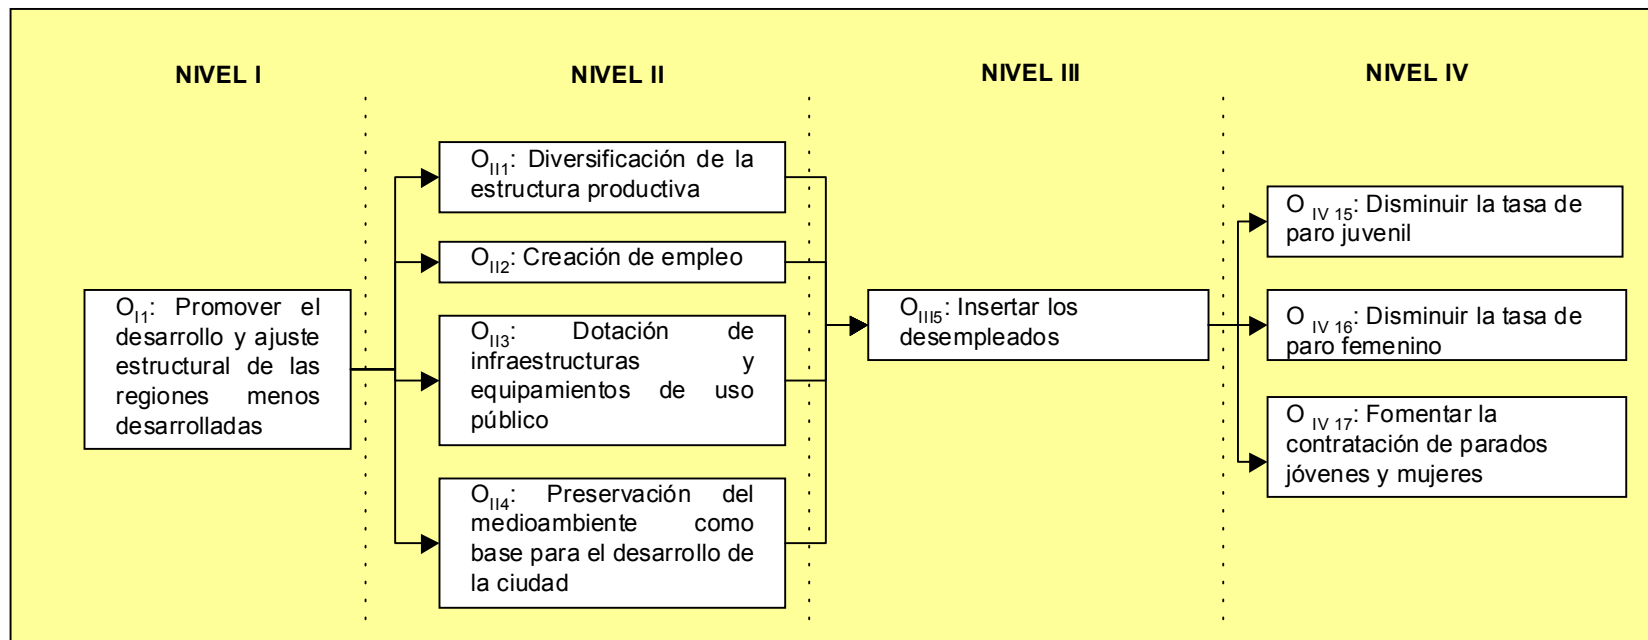 NIVEL I
NIVEL II
NIVEL III
NIVEL IV
O_I1: Promover el
desarrollo y ajuste
estructural de las
regiones menos
desarrolladas
O_II1: Diversificación de la
estructura productiva
O_II2: Creación de empleo
O_II3: Dotación de
infraestructuras y
equipamientos de uso
público
O_II4: Preservación del
medioambiente como
base para el desarrollo de
la ciudad
O_III5: Insertar los
desempleados
O_IV 15: Disminuir la tasa de
paro juvenil
O_IV 16: Disminuir la tasa de
paro femenino
O_IV 17: Fomentar la
contratación de parados
jóvenes y mujeres